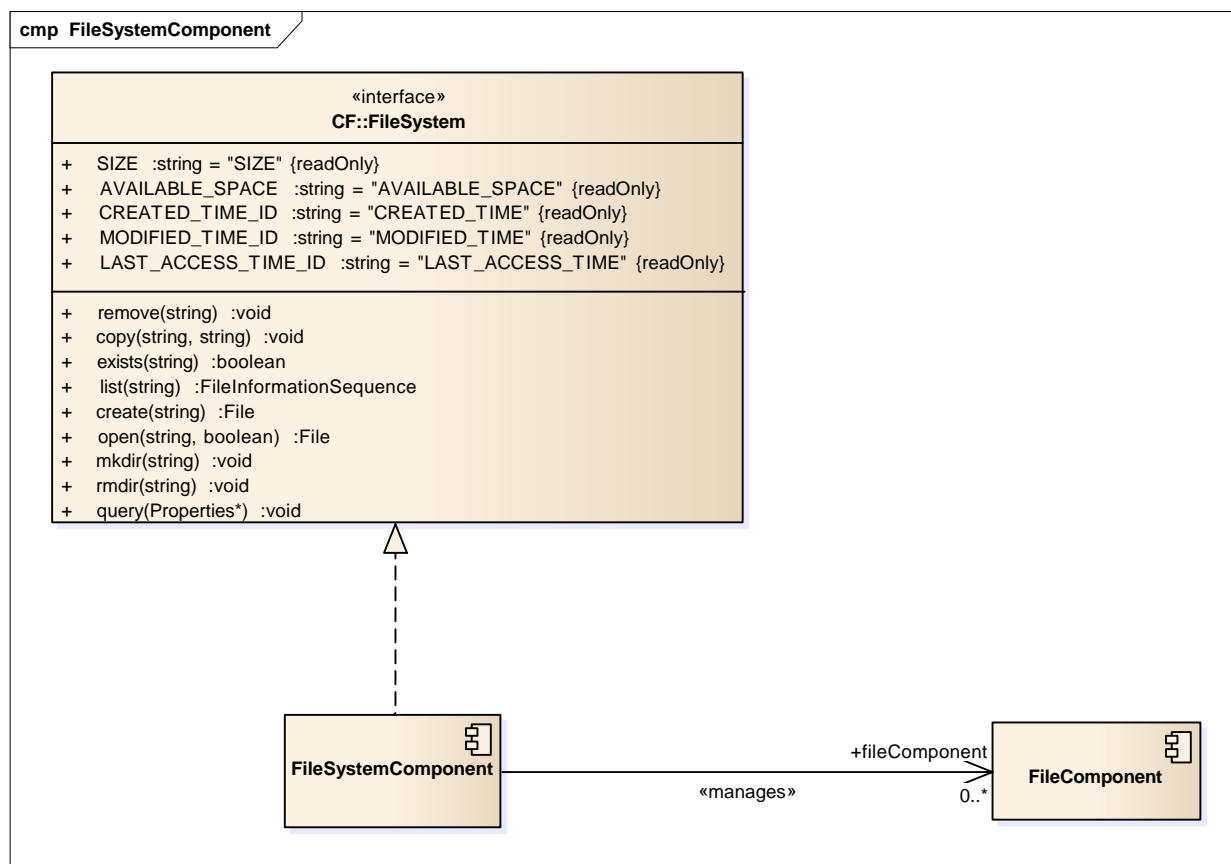 cmp FileSystemComponent
«interface»
CF::FileSystem
+ SIZE :string = "SIZE" {readOnly}
+ AVAILABLE_SPACE :string = "AVAILABLE_SPACE" {readOnly}
+ CREATED_TIME_ID :string = "CREATED_TIME" {readOnly}
+ MODIFIED_TIME_ID :string = "MODIFIED_TIME" {readOnly}
+ LAST_ACCESS_TIME_ID :string = "LAST_ACCESS_TIME" {readOnly}
+ remove(string) :void
+ copy(string, string) :void
+ exists(string) :boolean
+ list(string) :FileInformationSequence
+ create(string) :File
+ open(string, boolean) :File
+ mkdir(string) :void
+ rmdir(string) :void
+ query(Properties*) :void
FileSystemComponent
+fileComponent
«manages»
0..*
FileComponent